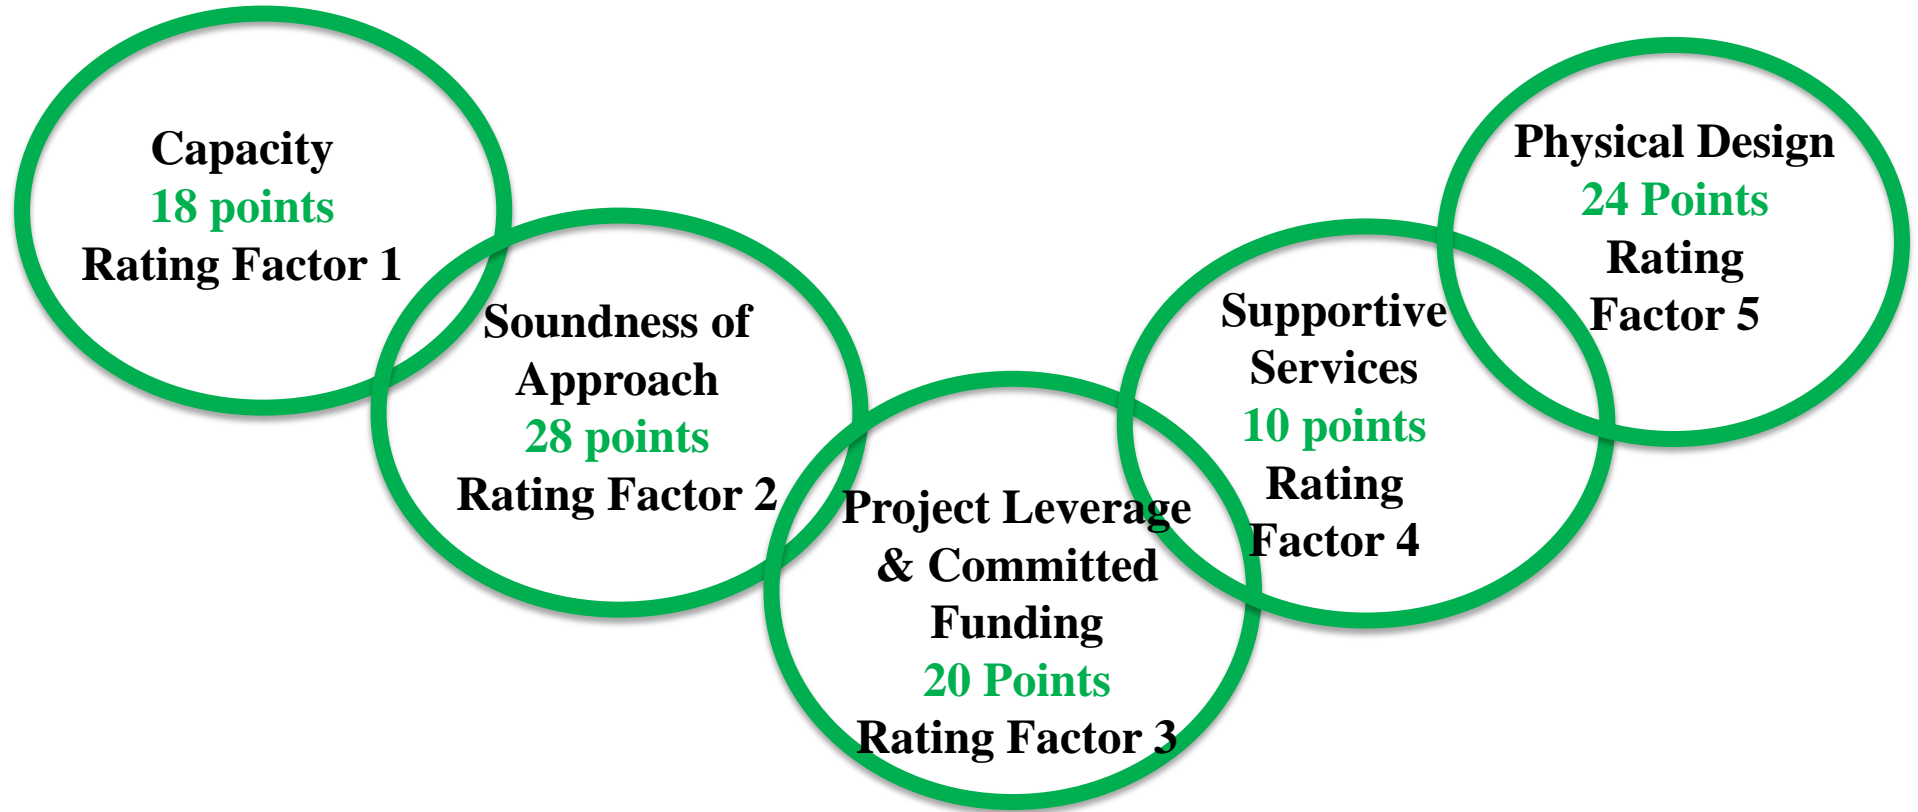 Capacity
18 points
Rating Factor 1
Soundness of
Approach
28 points
Rating Factor 2
Project Leverage
& Committed
Funding
20 Points
Rating Factor 3
Supportive
Services
10 points
Rating
Factor 4
Physical Design
24 Points
Rating
Factor 5